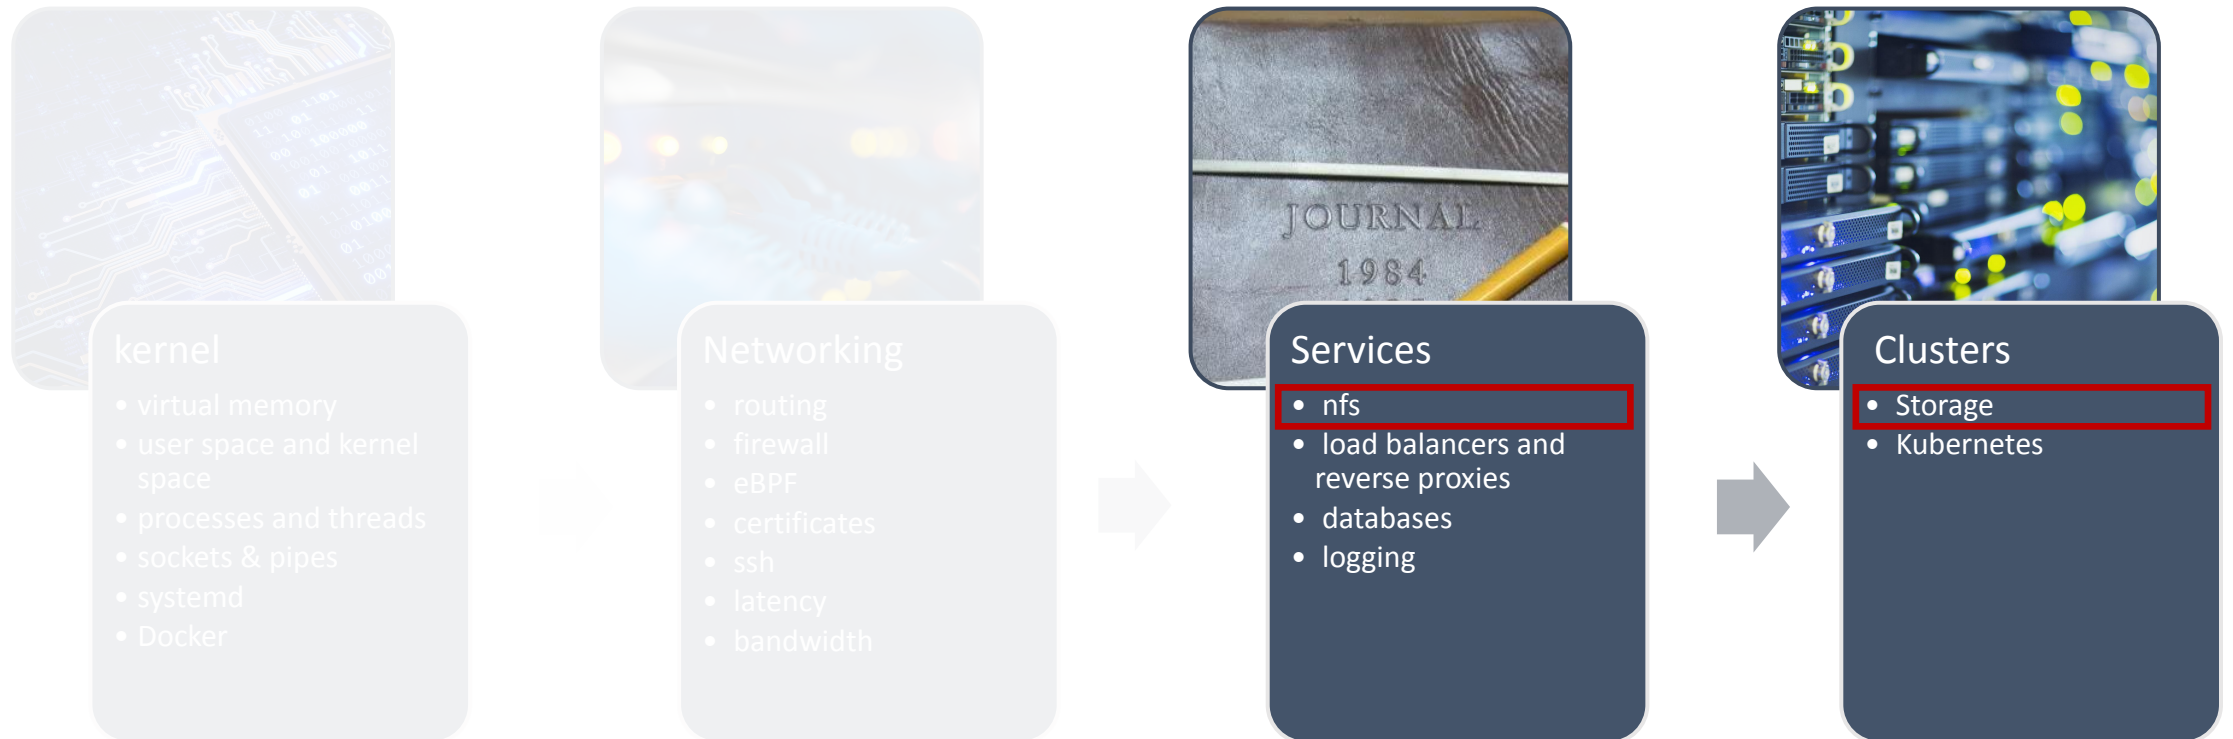 kernel
• virtual memory
• user space and kernel
space
• processes and threads
• sockets & pipes
• systemd
• Docker
Networking
• routing
• firewall
• eBPF
• certificates
• ssh
• latency
• bandwidth
JOURNAL
1984
Services
• nfs
• load balancers and
reverse proxies
• databases
• logging
Clusters
• Storage
• Kubernetes